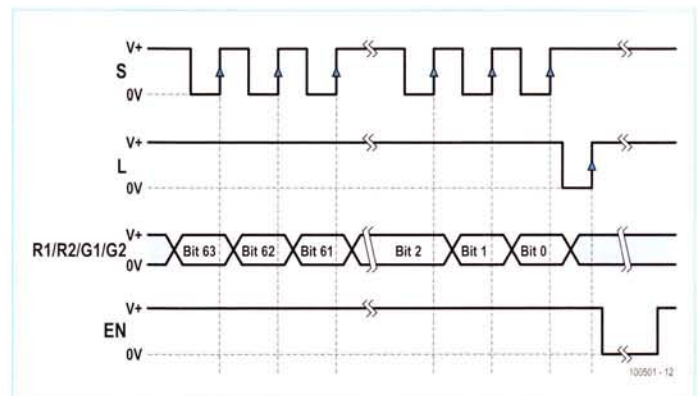 V+
S
0V
V+
L
0V
V+
R1/R2/G1/G2
Bit 63
Bit 62
Bit 61
Bit 2
Bit 1
Bit 0
0V
V+
EN
0V
100501 - 12